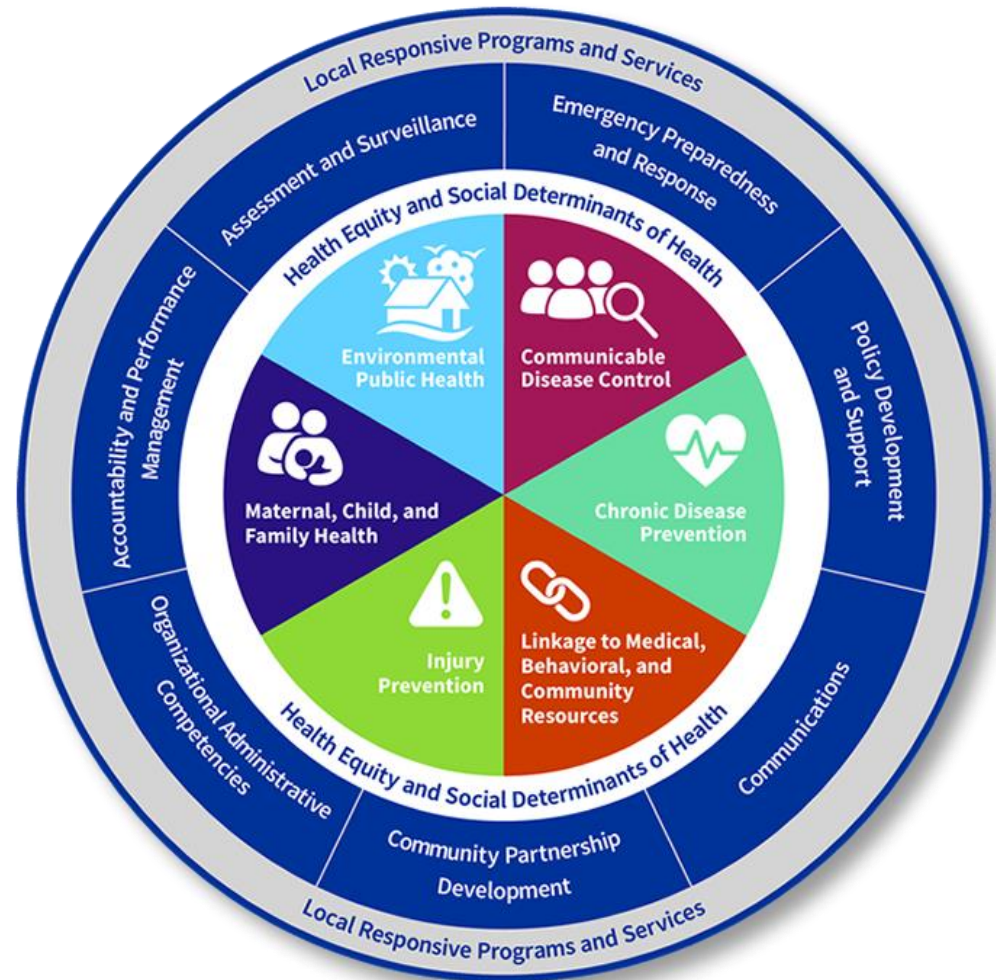 Local Responsive Programs and Services
Assessment and Surveillance
Emergency Preparedness
and Response
Health Equity and Social Determinants of Health
Accountability and Performance
Management
Policy Development
and Support
Environmental
Public Health
Communicable
Disease Control
Maternal, Child, and
Family Health
Chronic Disease
Prevention
Injury
Prevention
Linkage to Medical,
Behavioral, and
Community
Resources
Organizational Administrative
Competencies
Communications
Health Equity and Social Determinants of Health
Community Partnership
Development
Local Responsive Programs and Services